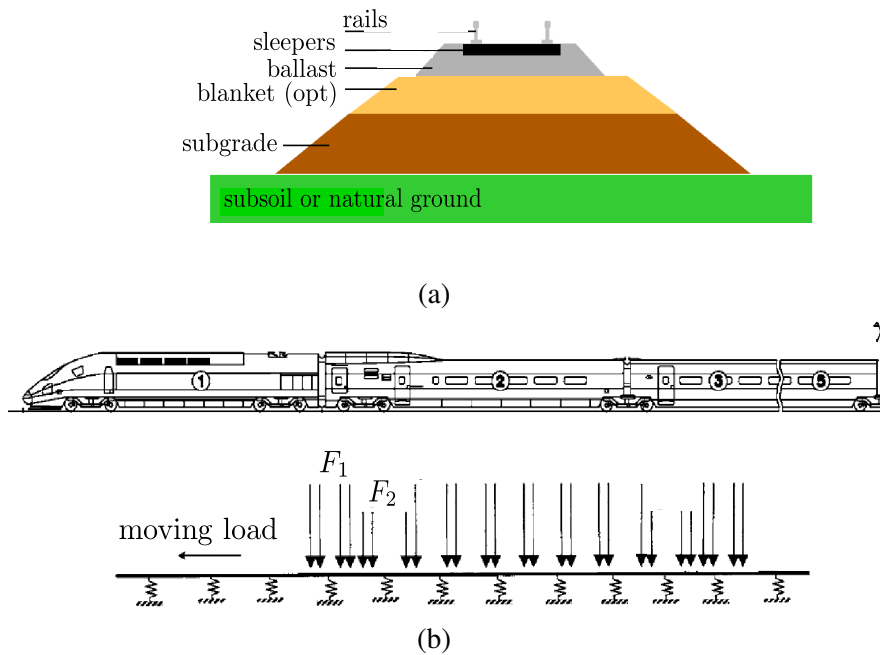 rails
sleepers
ballast
blanket (opt)
subgrade
subsoil or natural ground
(a)
1
2
3
5
F1
F2
moving load
(b)